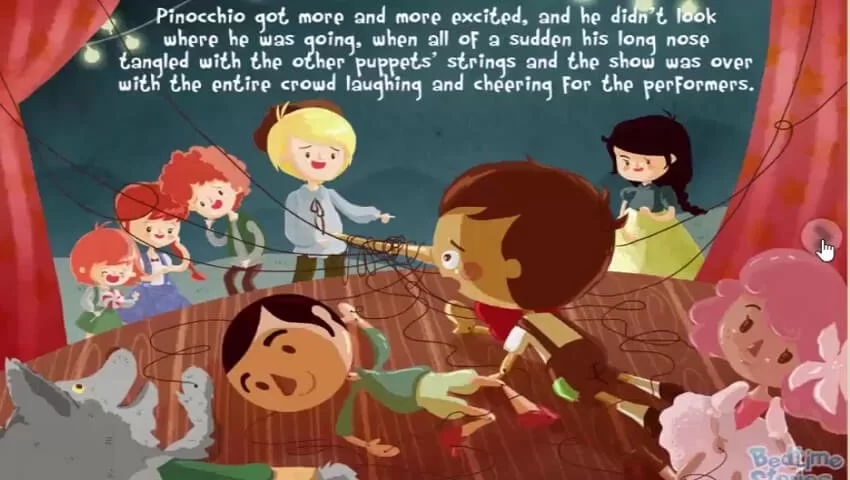 Pinocchio got more and more excited, and he didn't look
where he was going, when all of a sudden his long nose
tangled with the other puppets' strings and the show was over
with the entire crowd laughing and cheering for the performers.
Bedtime
Stories